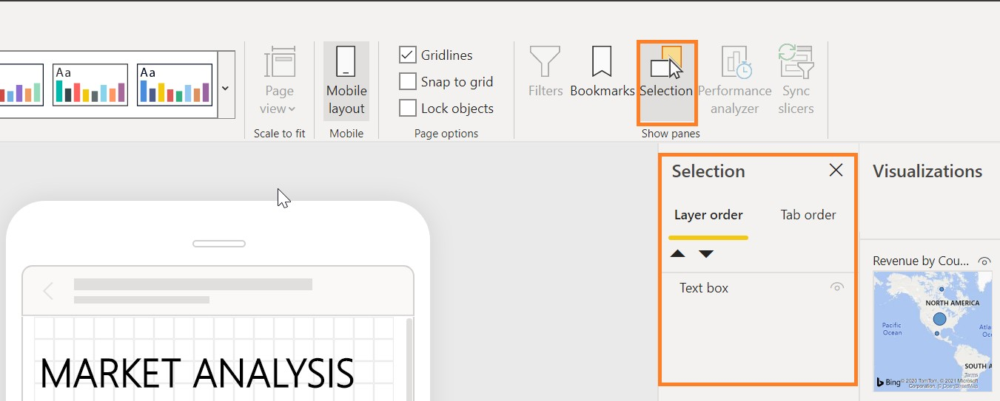 Aa
Aa
Page
view
Scale to fit
Mobile
layout
Mobile
Gridlines
Snap to grid
Lock objects
Page options
Filters
Bookmarks
Selection
Performance
analyzer
Sync
slicers
Show panes
Selection
Layer order
Tab order
Text box
Visualizations
Revenue by Cou...
NORTH AMERICA
Pacific
Ocean
Atla
Oc
SOUTH A
Terms
Bing
© 2020 TomTom, © 2021 Microsoft
Corporation, © OpenStreetMap
MARKET ANALYSIS